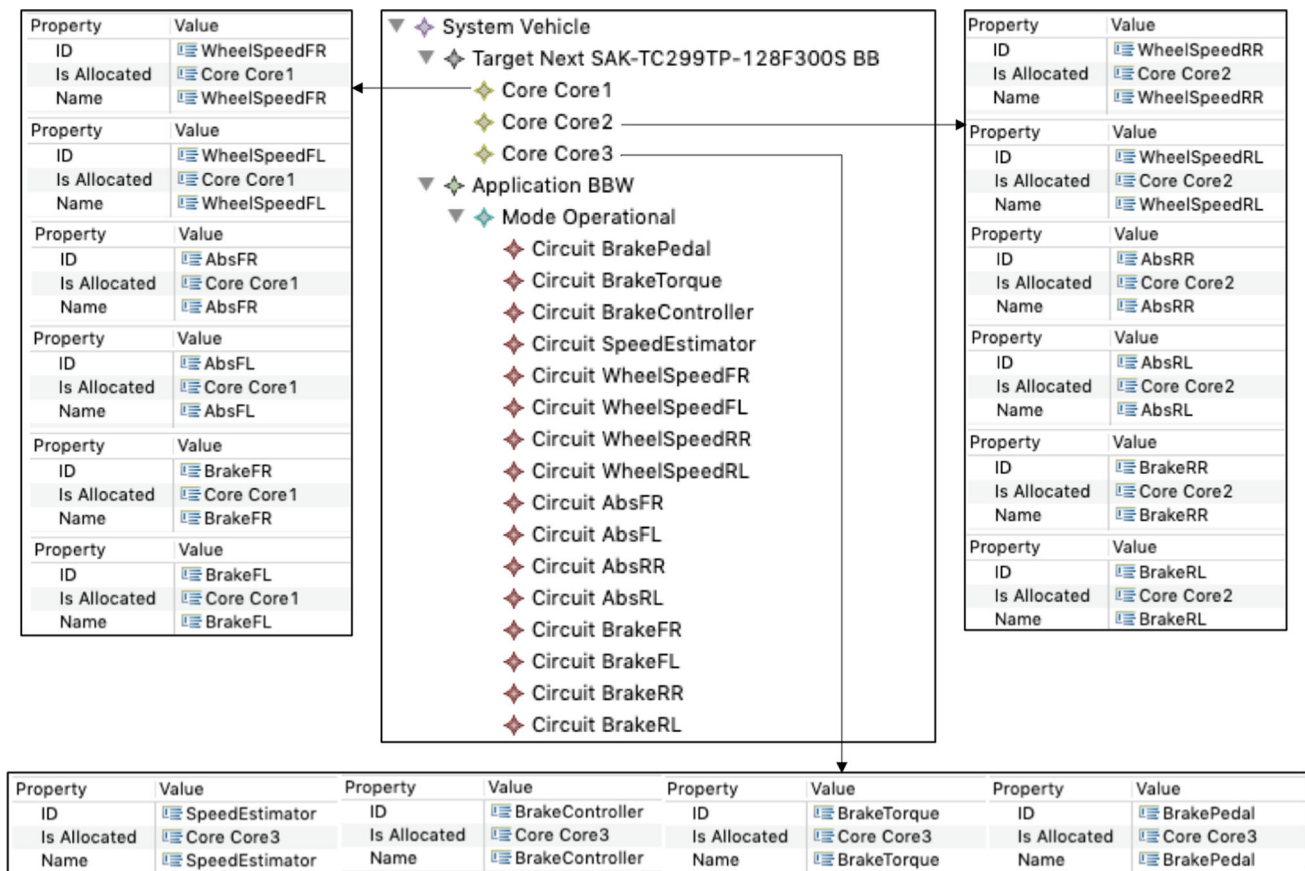 Property Value
ID WheelSpeedFR
Is Allocated Core Core1
Name WheelSpeedFR
Property Value
ID WheelSpeedFL
Is Allocated Core Core1
Name WheelSpeedFL
Property Value
ID AbsFR
Is Allocated Core Core1
Name AbsFR
Property Value
ID AbsFL
Is Allocated Core Core1
Name AbsFL
Property Value
ID BrakeFR
Is Allocated Core Core1
Name BrakeFR
Property Value
ID BrakeFL
Is Allocated Core Core1
Name BrakeFL
System Vehicle
Target Next SAK-TC299TP-128F300S BB
Core Core1
Core Core2
Core Core3
Application BBW
Mode Operational
Circuit BrakePedal
Circuit BrakeTorque
Circuit BrakeController
Circuit SpeedEstimator
Circuit WheelSpeedFR
Circuit WheelSpeedFL
Circuit WheelSpeedRR
Circuit WheelSpeedRL
Circuit AbsFR
Circuit AbsFL
Circuit AbsRR
Circuit AbsRL
Circuit BrakeFR
Circuit BrakeFL
Circuit BrakeRR
Circuit BrakeRL
Property Value
ID WheelSpeedRR
Is Allocated Core Core2
Name WheelSpeedRR
Property Value
ID WheelSpeedRL
Is Allocated Core Core2
Name WheelSpeedRL
Property Value
ID AbsRR
Is Allocated Core Core2
Name AbsRR
Property Value
ID AbsRL
Is Allocated Core Core2
Name AbsRL
Property Value
ID BrakeRR
Is Allocated Core Core2
Name BrakeRR
Property Value
ID BrakeRL
Is Allocated Core Core2
Name BrakeRL
Property Value
ID SpeedEstimator
Is Allocated Core Core3
Name SpeedEstimator
Property Value
ID BrakeController
Is Allocated Core Core3
Name BrakeController
Property Value
ID BrakeTorque
Is Allocated Core Core3
Name BrakeTorque
Property Value
ID BrakePedal
Is Allocated Core Core3
Name BrakePedal